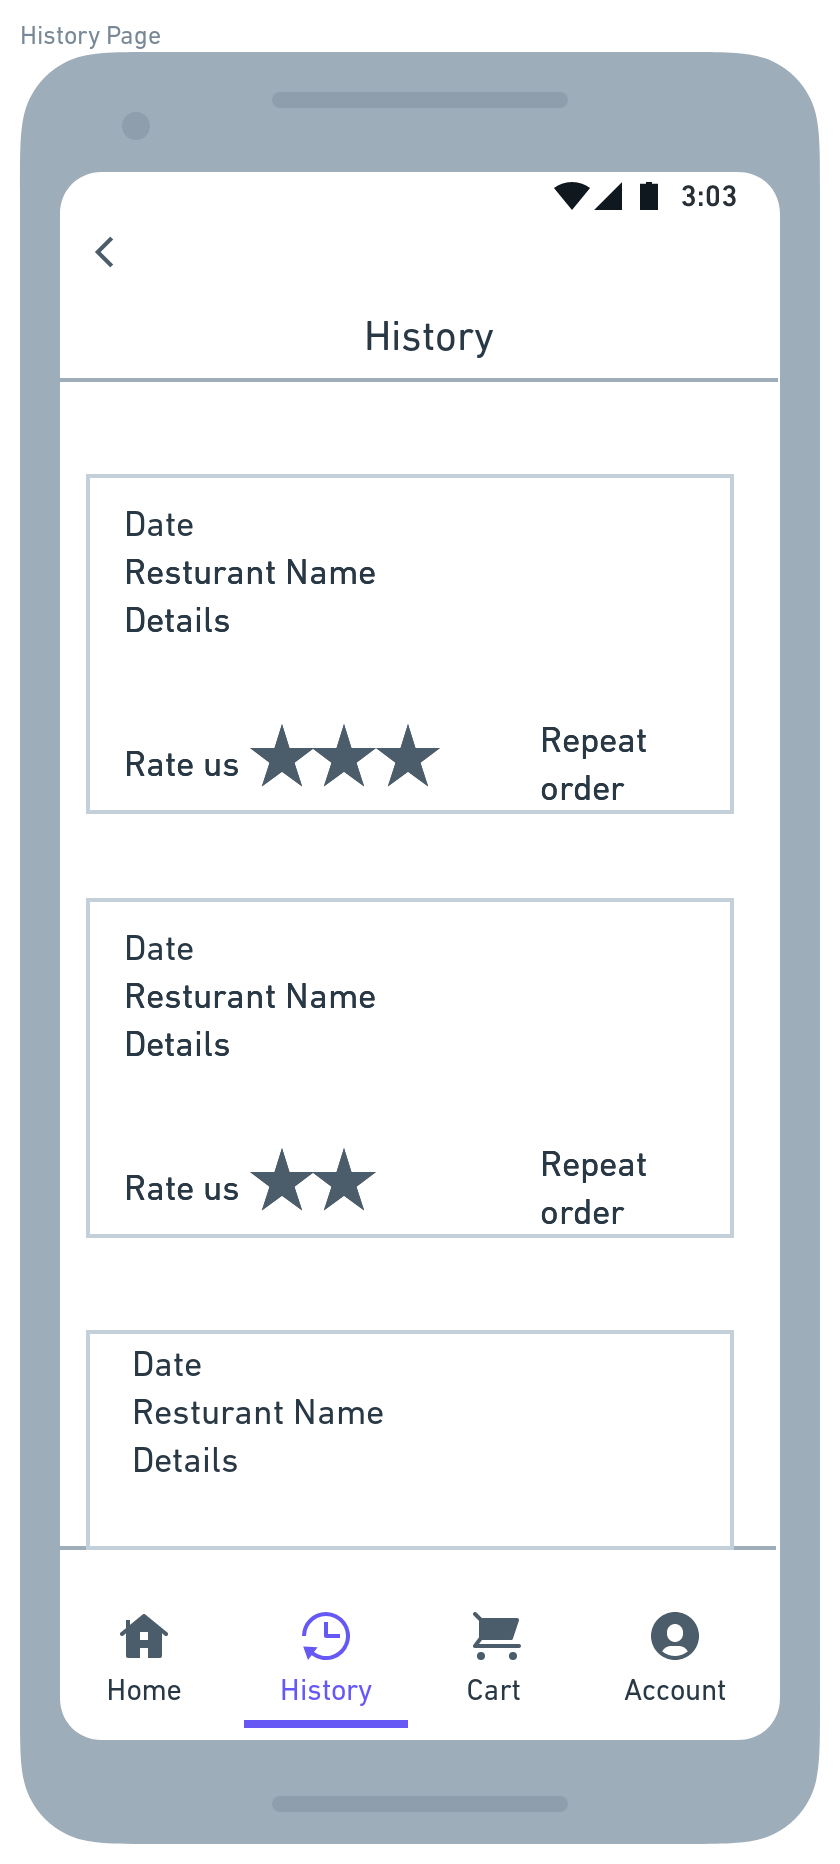 History Page
3:03
History
Date
Resturant Name
Details
Rate us
Repeat
order
Date
Resturant Name
Details
Rate us
Repeat
order
Date
Resturant Name
Details
Home History Cart Account